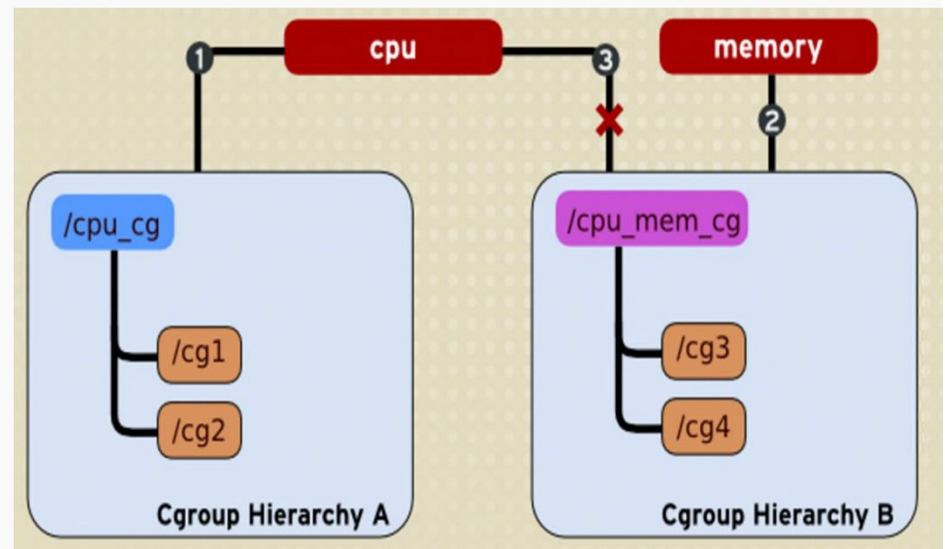 cpu
memory
1
3
2
/cpu_cg
/cpu_mem_cg
/cg1
/cg3
/cg2
/cg4
Cgroup Hierarchy A
Cgroup Hierarchy B